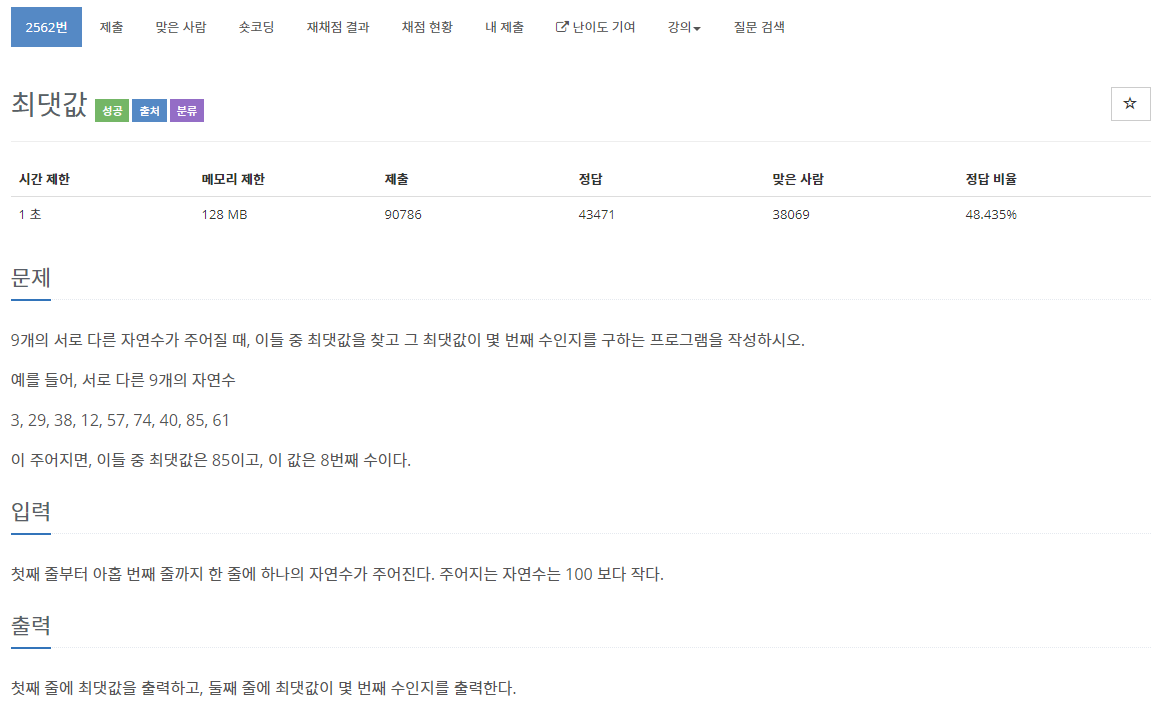 2562번 제출 맞은 사람 숏코딩 재채점 결과 채점 현황 내 제출 난이도 기여 강의 질문 검색
최댓값 성공 출처 분류
시간 제한 메모리 제한 제출 정답 맞은 사람 정답 비율
1 초 128 MB 90786 43471 38069 48.435%
문제
9개의 서로 다른 자연수가 주어질 때, 이들 중 최댓값을 찾고 그 최댓값이 몇 번째 수인지를 구하는 프로그램을 작성하시오.
예를 들어, 서로 다른 9개의 자연수
3, 29, 38, 12, 57, 74, 40, 85, 61
이 주어지면, 이들 중 최댓값은 85이고, 이 값은 8번째 수이다.
입력
첫째 줄부터 아홉 번째 줄까지 한 줄에 하나의 자연수가 주어진다. 주어지는 자연수는 100 보다 작다.
출력
첫째 줄에 최댓값을 출력하고, 둘째 줄에 최댓값이 몇 번째 수인지를 출력한다.